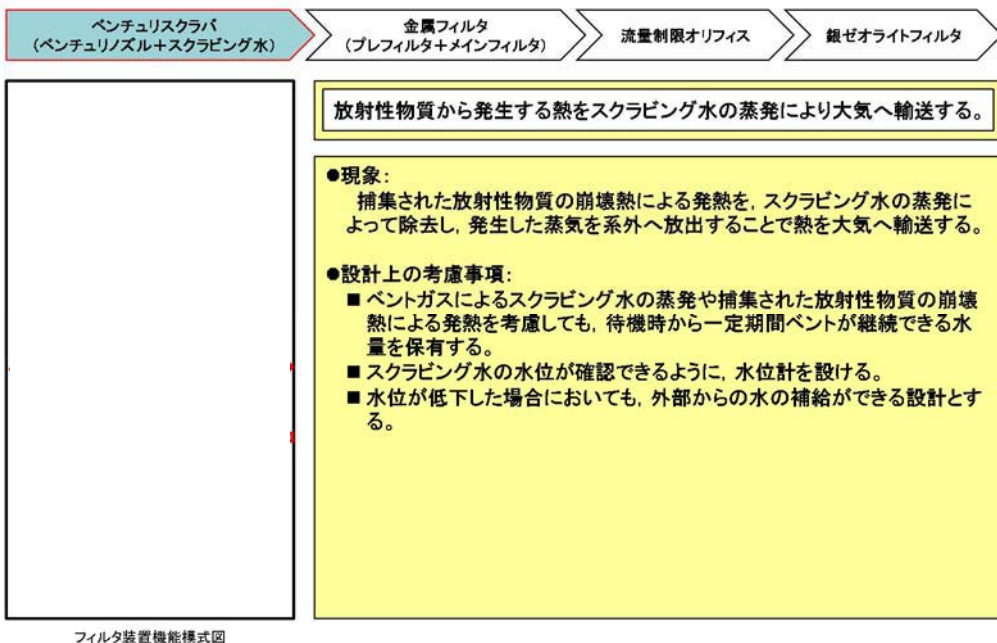 ベンチュリスクラバ
（ベンチュリノズル＋スクラビング水）
金属フィルタ
（プレフィルタ＋メインフィルタ）
流量制限オリフィス
銀ゼオライトフィルタ
放射性物質から発生する熱をスクラビング水の蒸発により大気へ輸送する。
●現象：
捕集された放射性物質の崩壊熱による発熱を，スクラビング水の蒸発に
よって除去し，発生した蒸気を系外へ放出することで熱を大気へ輸送する。
●設計上の考慮事項：
■ ベントガスによるスクラビング水の蒸発や捕集された放射性物質の崩壊
熱による発熱を考慮しても，待機時から一定期間ベントが継続できる水
量を保有する。
■ スクラビング水の水位が確認できるように，水位計を設ける。
■ 水位が低下した場合においても，外部からの水の補給ができる設計とす
る。
フィルタ装置機能模式図